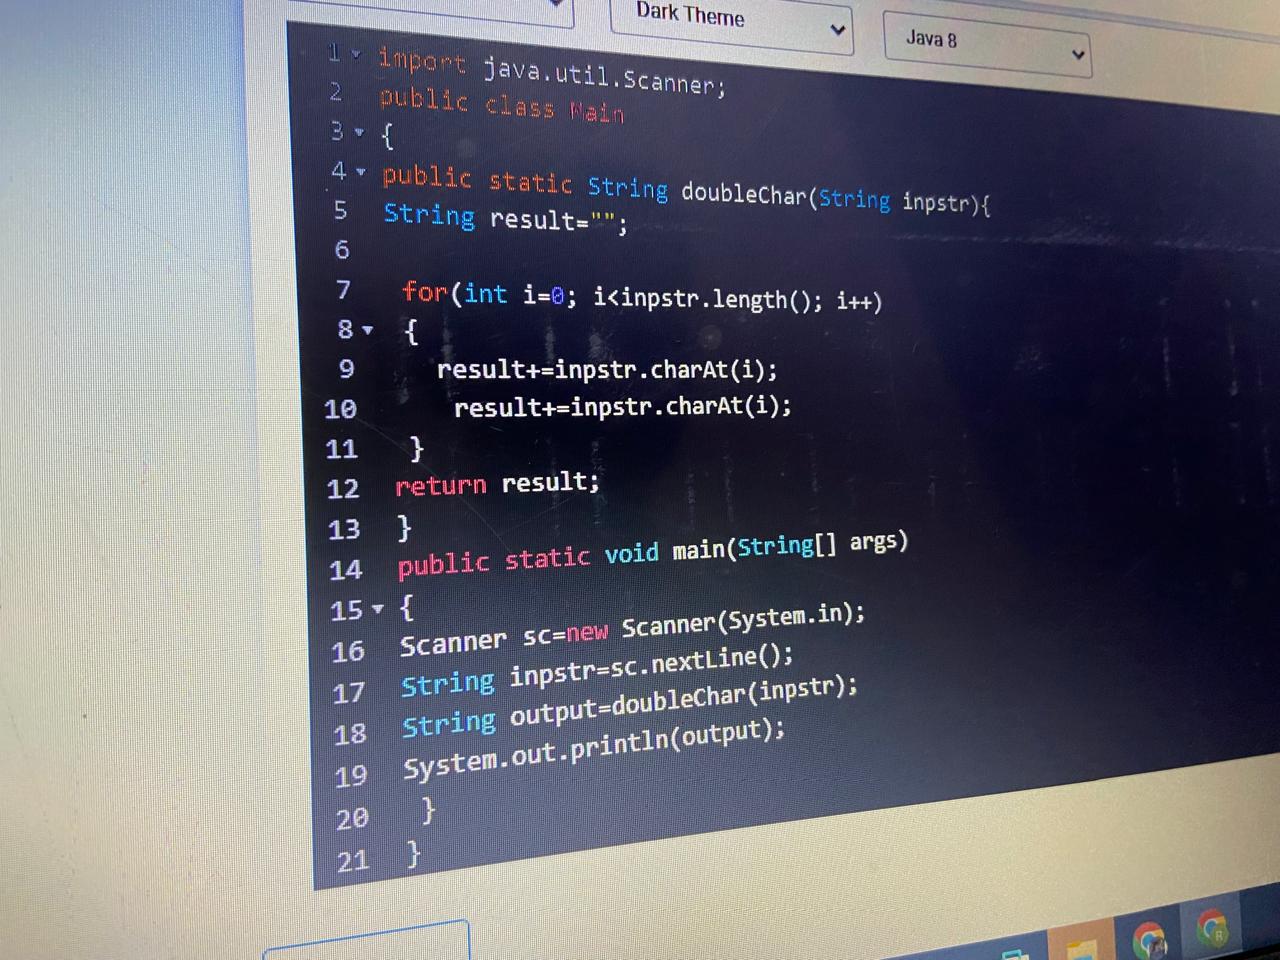 Dark Theme
Java 8
1 import java.util.Scanner;
2 public class Main
3 {
4 public static String doubleChar(String inpstr){
5 String result="";
6
7 for(int i=0; i<inpstr.length(); i++)
8 {
9 result+=inpstr.charAt(i);
10 result+=inpstr.charAt(i);
11 }
12 return result;
13 }
14 public static void main(String[] args)
15 {
16 Scanner sc=new Scanner(System.in);
17 String inpstr=sc.nextLine();
18 String output=doubleChar(inpstr);
19 System.out.println(output);
20 }
21 }
R